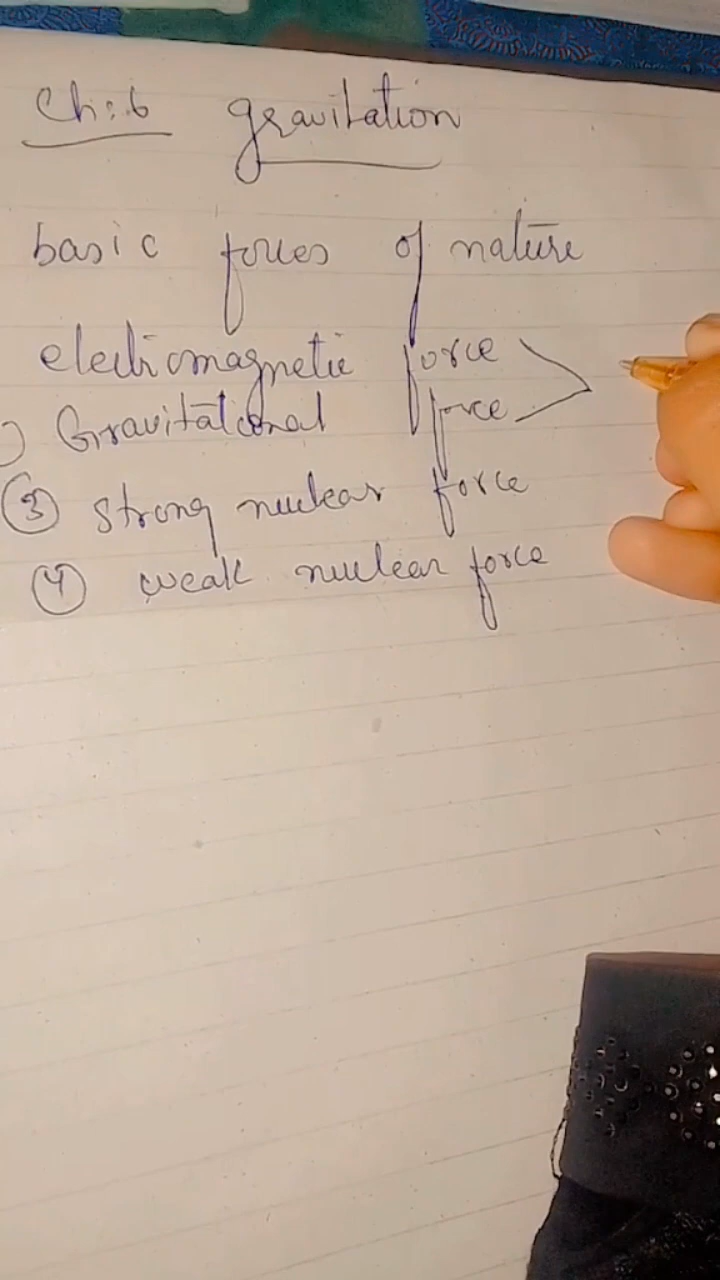 Ch:.6 gravitation
basic forces of nature
electromagnetic force
) Gravitational force
③ strong nuclear force
④ weak nuclear force